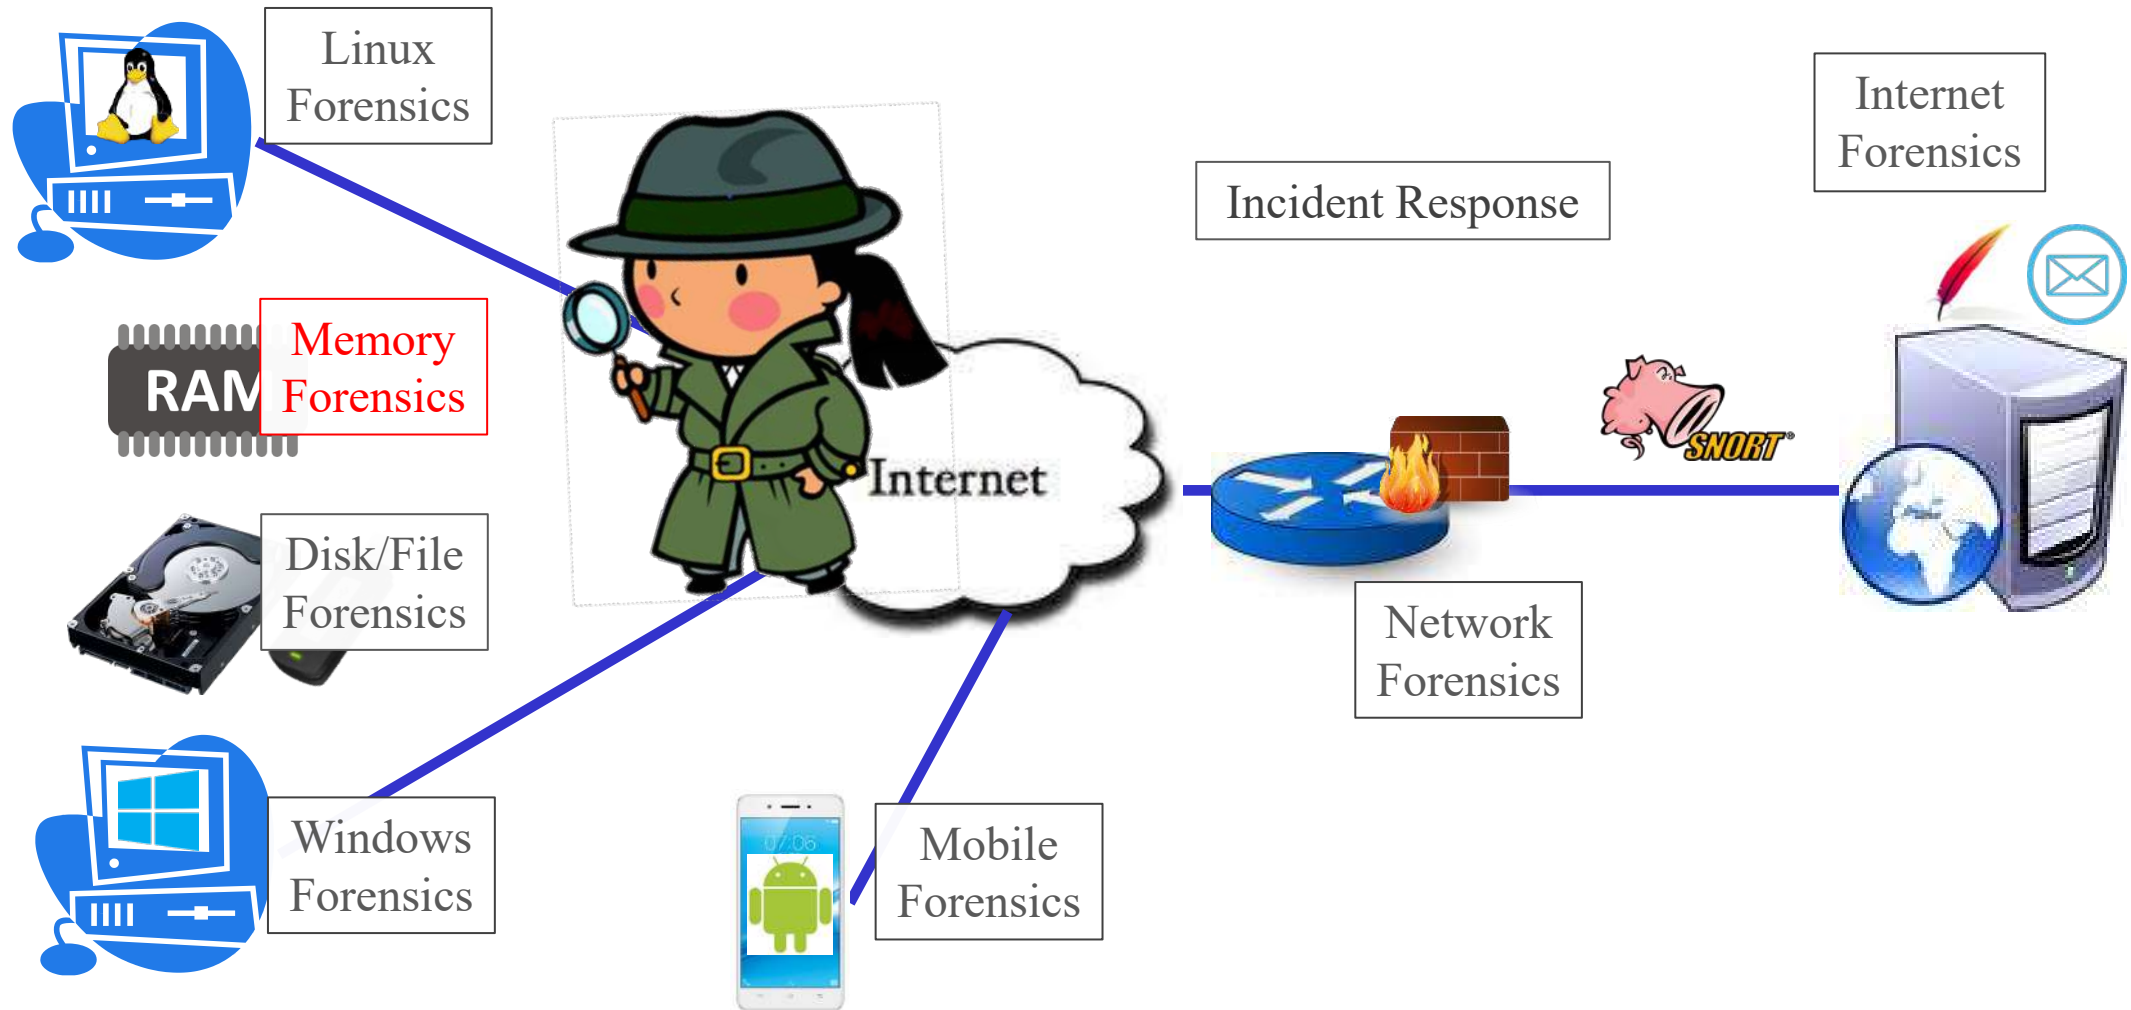 Linux
Forensics
Internet
Forensics
Incident Response
Memory
Forensics
RAM
SNORT®
Internet
Disk/File
Forensics
Network
Forensics
Windows
Forensics
07:06
Mobile
Forensics